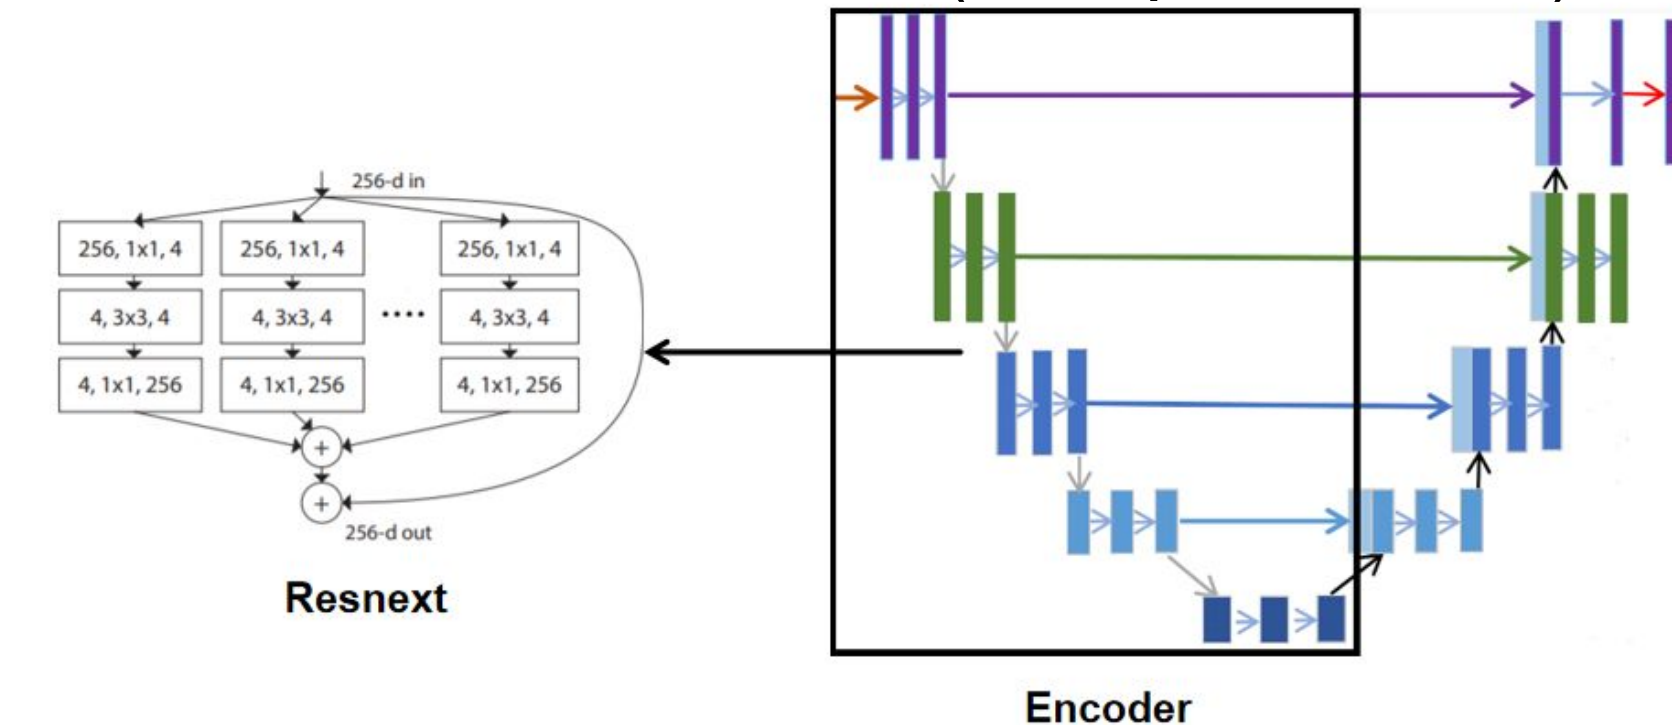 256-d in
256, 1x1, 4
256, 1x1, 4
256, 1x1, 4
4, 3x3, 4
4, 3x3, 4
....
4, 3x3, 4
4, 1x1, 256
4, 1x1, 256
4, 1x1, 256
+
+
256-d out
Resnext
Encoder